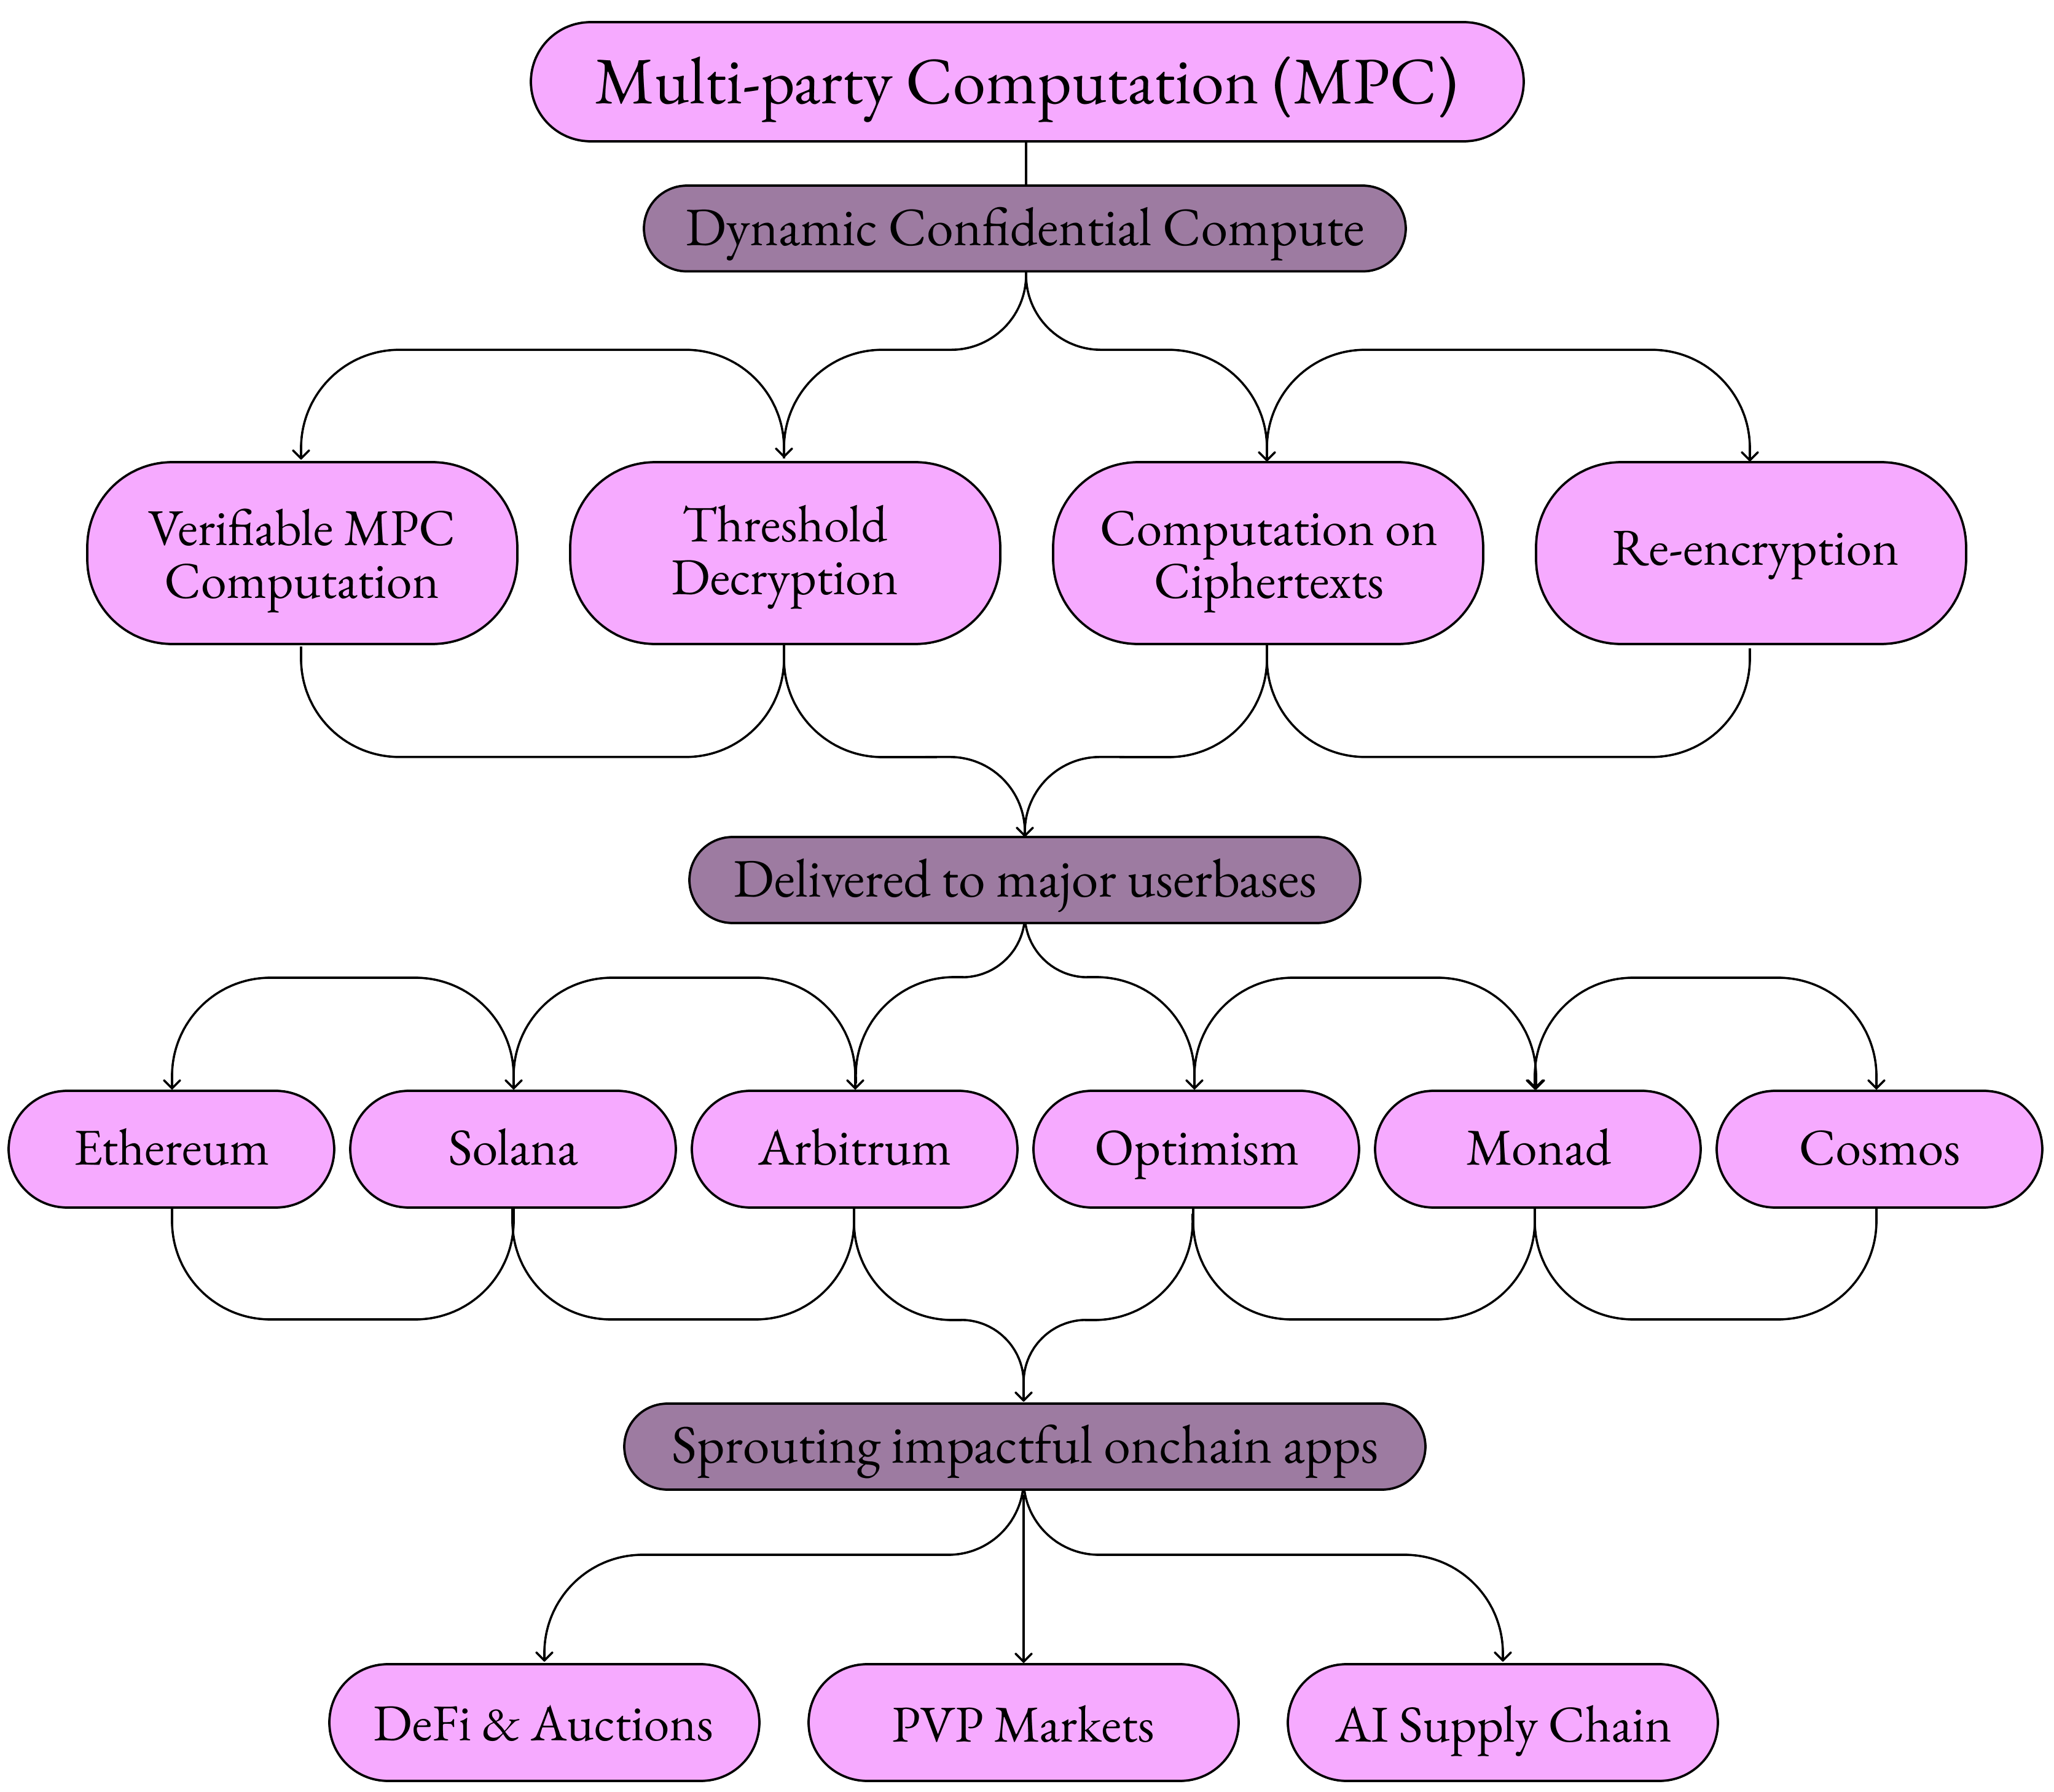 Multi-party Computation (MPC)
Dynamic Confidential Compute
Verifiable MPC
Computation
Threshold
Decryption
Computation on
Ciphertexts
Re-encryption
Delivered to major userbases
Ethereum
Solana
Arbitrum
Optimism
Monad
Cosmos
Sprouting impactful onchain apps
DeFi & Auctions
PVP Markets
AI Supply Chain